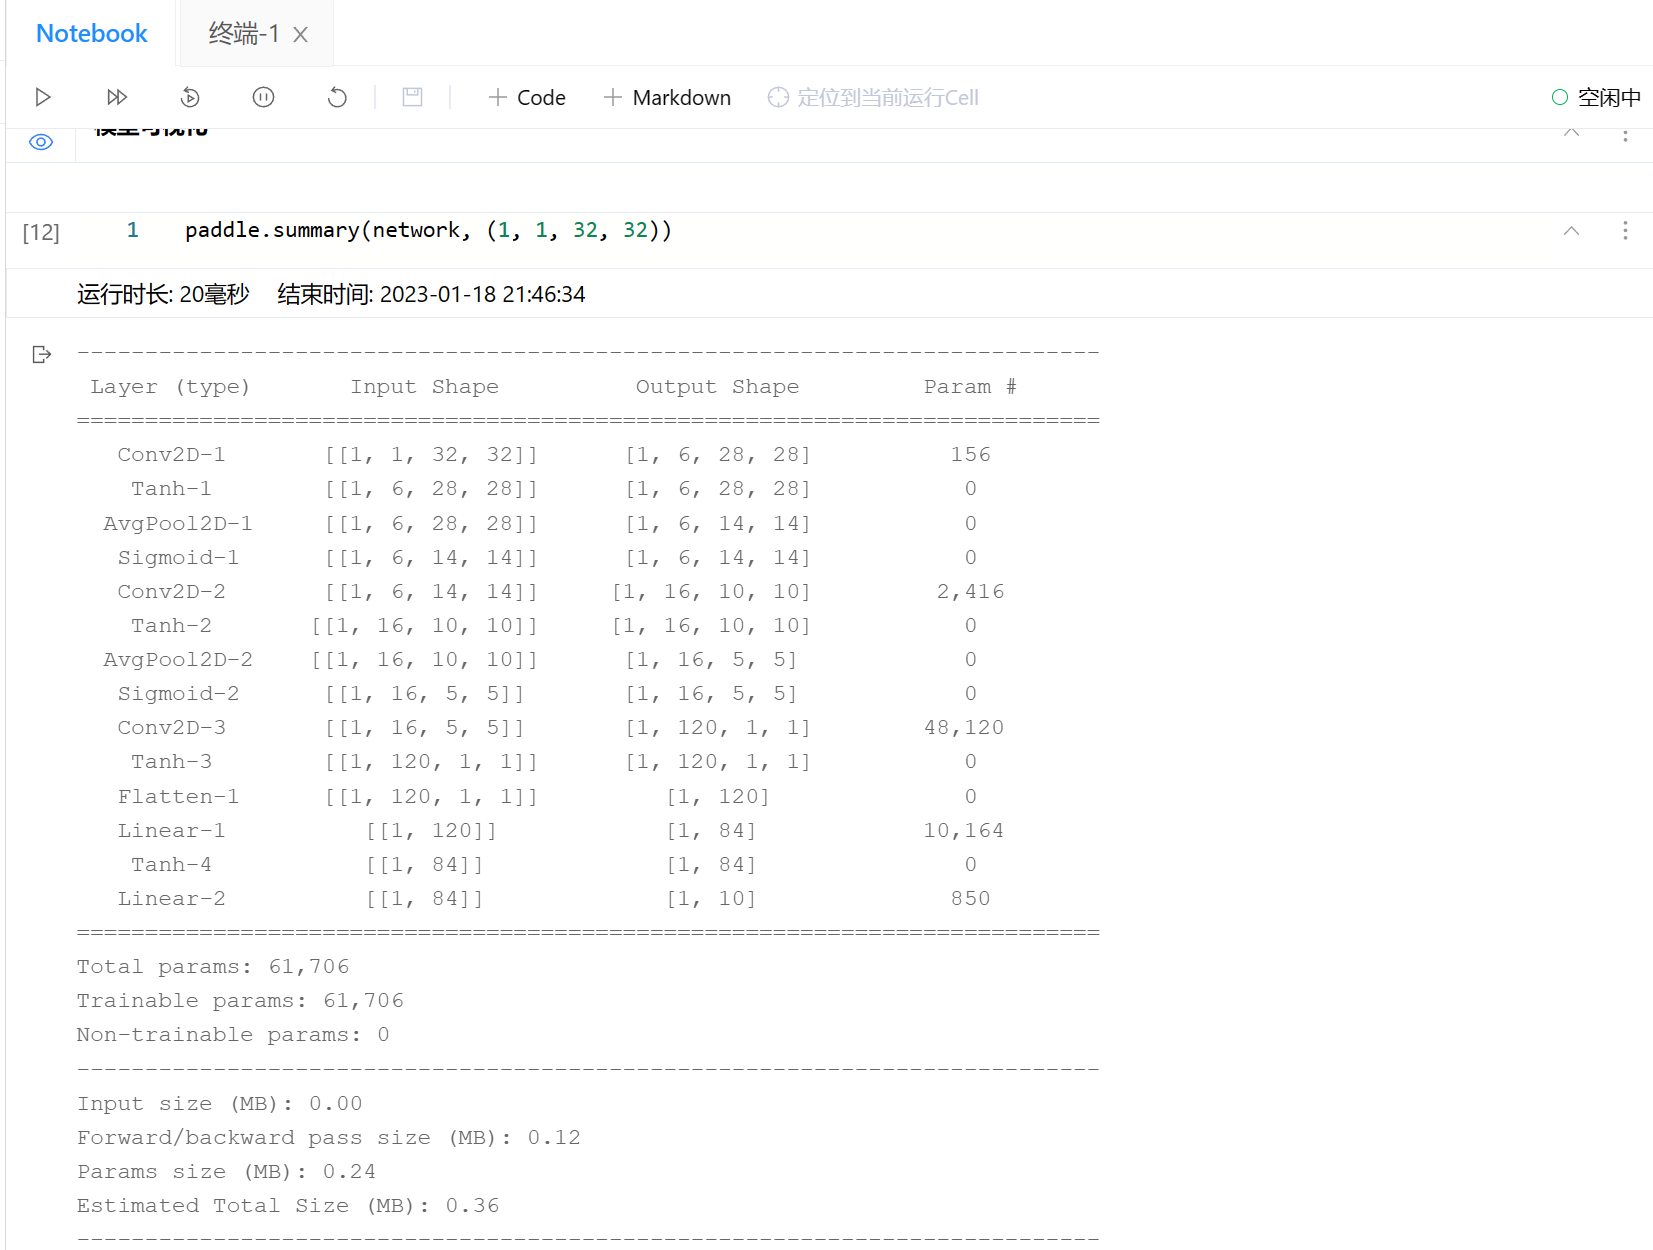 Notebook 终端-1
Code Markdown 定位到当前运行Cell 空闲中
模型可视化
[12] 1 paddle.summary(network, (1, 1, 32, 32))
运行时长: 20毫秒 结束时间: 2023-01-18 21:46:34
---------------------------------------------------------------------------
Layer (type) Input Shape Output Shape Param #
===========================================================================
Conv2D-1 [[1, 1, 32, 32]] [1, 6, 28, 28] 156
Tanh-1 [[1, 6, 28, 28]] [1, 6, 28, 28] 0
AvgPool2D-1 [[1, 6, 28, 28]] [1, 6, 14, 14] 0
Sigmoid-1 [[1, 6, 14, 14]] [1, 6, 14, 14] 0
Conv2D-2 [[1, 6, 14, 14]] [1, 16, 10, 10] 2,416
Tanh-2 [[1, 16, 10, 10]] [1, 16, 10, 10] 0
AvgPool2D-2 [[1, 16, 10, 10]] [1, 16, 5, 5] 0
Sigmoid-2 [[1, 16, 5, 5]] [1, 16, 5, 5] 0
Conv2D-3 [[1, 16, 5, 5]] [1, 120, 1, 1] 48,120
Tanh-3 [[1, 120, 1, 1]] [1, 120, 1, 1] 0
Flatten-1 [[1, 120, 1, 1]] [1, 120] 0
Linear-1 [[1, 120]] [1, 84] 10,164
Tanh-4 [[1, 84]] [1, 84] 0
Linear-2 [[1, 84]] [1, 10] 850
===========================================================================
Total params: 61,706
Trainable params: 61,706
Non-trainable params: 0
---------------------------------------------------------------------------
Input size (MB): 0.00
Forward/backward pass size (MB): 0.12
Params size (MB): 0.24
Estimated Total Size (MB): 0.36
---------------------------------------------------------------------------